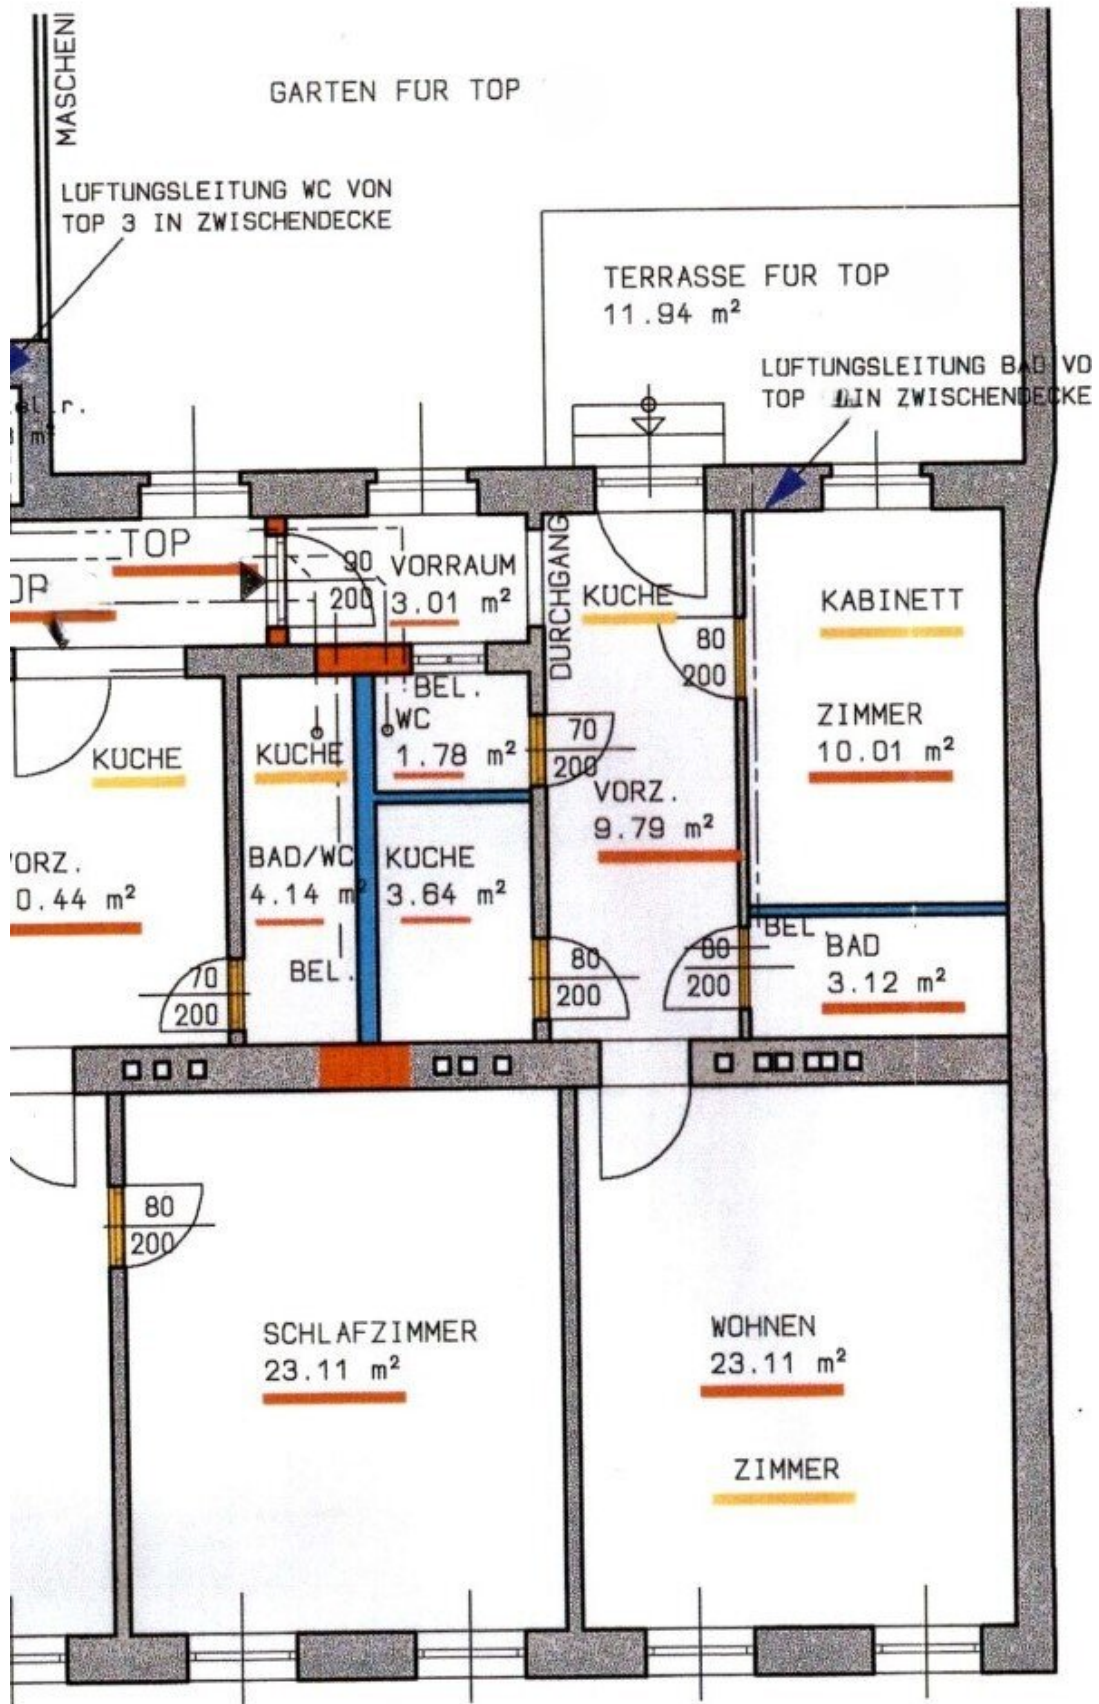 GARTEN FÜR TOP
LÜFTUNGSLEITUNG WC VON
TOP 3 IN ZWISCHENDECKE
TERRASSE FÜR TOP
11.94 m²
LÜFTUNGSLEITUNG BAD VO
TOP IN ZWISCHENDECKE
TOP
90
200
VORRAUM
3.01 m²
DURCHGANG
KÜCHE
80
200
KABINETT
ZIMMER
10.01 m²
BEL.
WC
1.78 m²
70
200
KÜCHE
KÜCHE
VORZ.
9.79 m²
BAD/WC
4.14 m²
KÜCHE
3.64 m²
BEL.
70
200
80
200
80
200
BEL.
BAD
3.12 m²
80
200
SCHLAFZIMMER
23.11 m²
WOHNEN
23.11 m²
ZIMMER